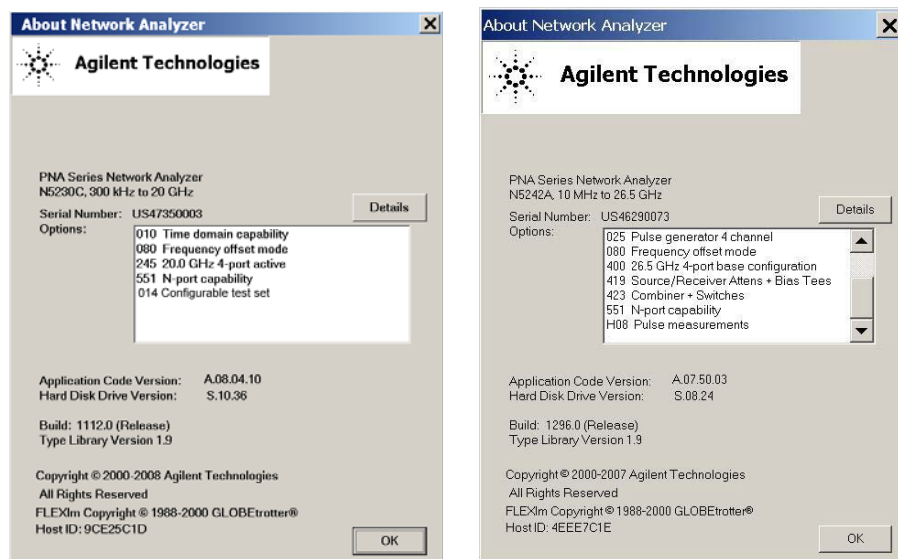 About Network Analyzer
Agilent Technologies
PNA Series Network Analyzer
N5230C, 300 kHz to 20 GHz
Serial Number: US47350003
Details
Options:
010 Time domain capability
080 Frequency offset mode
245 20.0 GHz 4-port active
551 N-port capability
014 Configurable test set
Application Code Version: A.08.04.10
Hard Disk Drive Version: S.10.36
Build: 1112.0 (Release)
Type Library Version 1.9
Copyright © 2000-2008 Agilent Technologies
All Rights Reserved
FLEXlm Copyright © 1988-2000 GLOBEtrotter®
Host ID: 9CE25C1D
OK
About Network Analyzer
Agilent Technologies
PNA Series Network Analyzer
N5242A, 10 MHz to 26.5 GHz
Serial Number: US46290073
Details
Options:
025 Pulse generator 4 channel
080 Frequency offset mode
400 26.5 GHz 4-port base configuration
419 Source/Receiver Attens + Bias Tees
423 Combiner + Switches
551 N-port capability
H08 Pulse measurements
Application Code Version: A.07.50.03
Hard Disk Drive Version: S.08.24
Build: 1296.0 (Release)
Type Library Version 1.9
Copyright © 2000-2007 Agilent Technologies
All Rights Reserved
FLEXlm Copyright © 1988-2000 GLOBEtrotter®
Host ID: 4EEE7C1E
OK